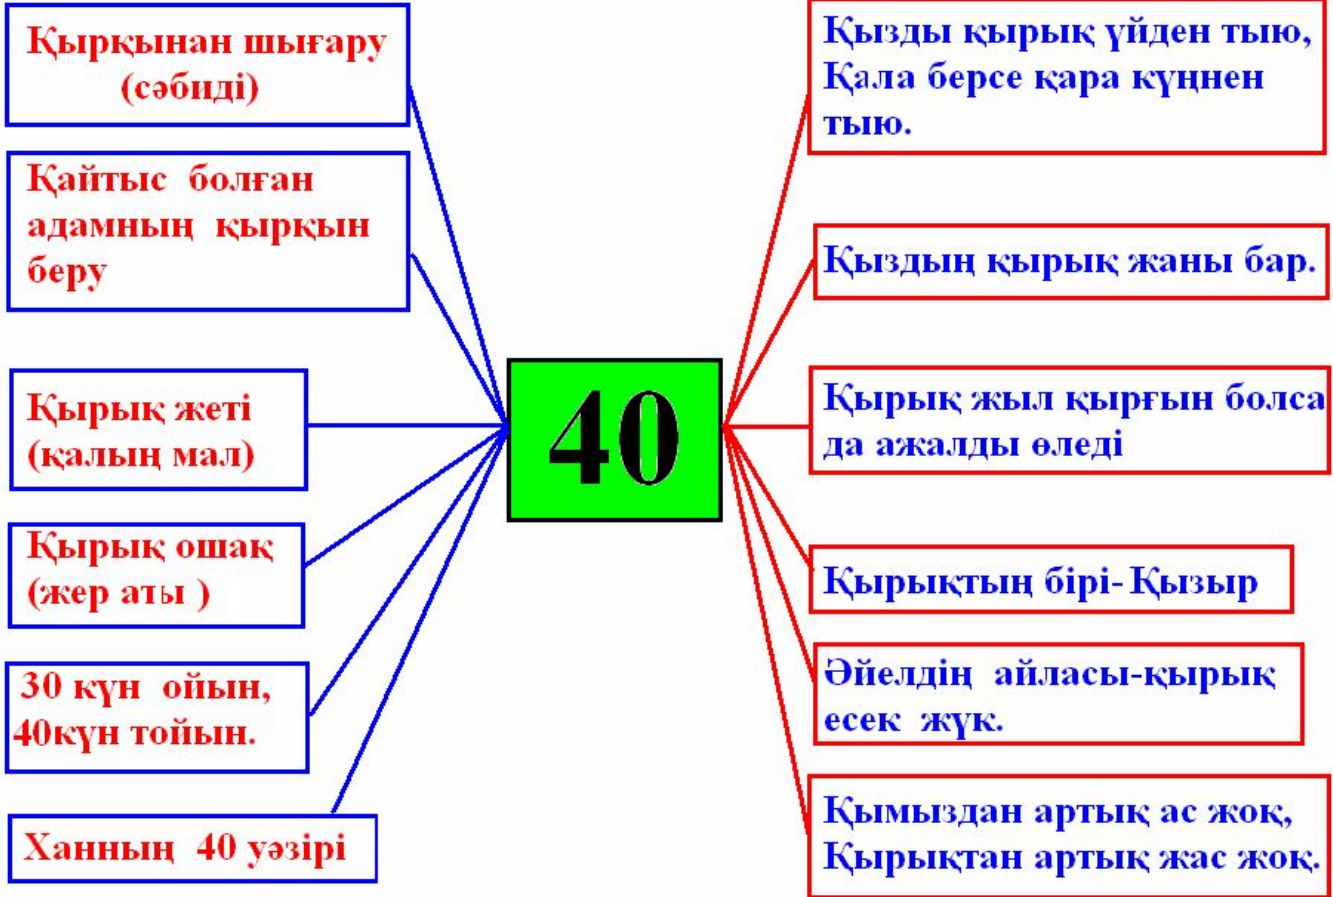 Қырқынан шығару
(сәбиді)
Қайтыс болған
адамның қырқын
беру
Қырық жеті
(қалың мал)
Қырық ошақ
(жер аты )
30 күн ойын,
40күн тойын.
Ханның 40 уәзірі
40
Қызды қырық үйден тыю,
Қала берсе қара күңнен
тыю.
Қыздың қырық жаны бар.
Қырық жыл қырғын болса
да ажалды өледі
Қырықтың бірі- Қызыр
Әйелдің айласы-қырық
есек жүк.
Қымыздан артық ас жоқ,
Қырықтан артық жас жоқ.